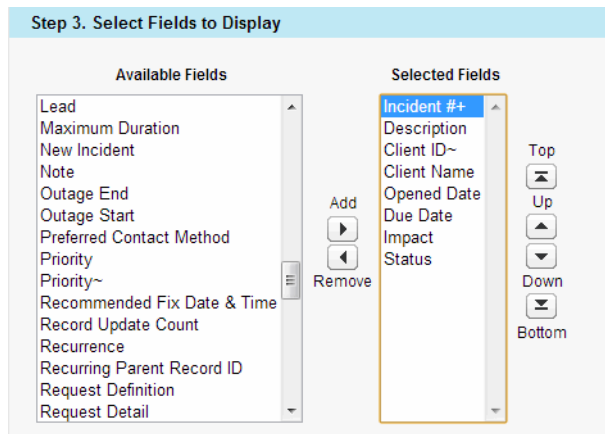 Step 3. Select Fields to Display
Available Fields
Lead
Maximum Duration
New Incident
Note
Outage End
Outage Start
Preferred Contact Method
Priority
Priority~
Recommended Fix Date & Time
Record Update Count
Recurrence
Recurring Parent Record ID
Request Definition
Request Detail
Add
Remove
Selected Fields
Incident #+
Description
Client ID~
Client Name
Opened Date
Due Date
Impact
Status
Top
Up
Down
Bottom